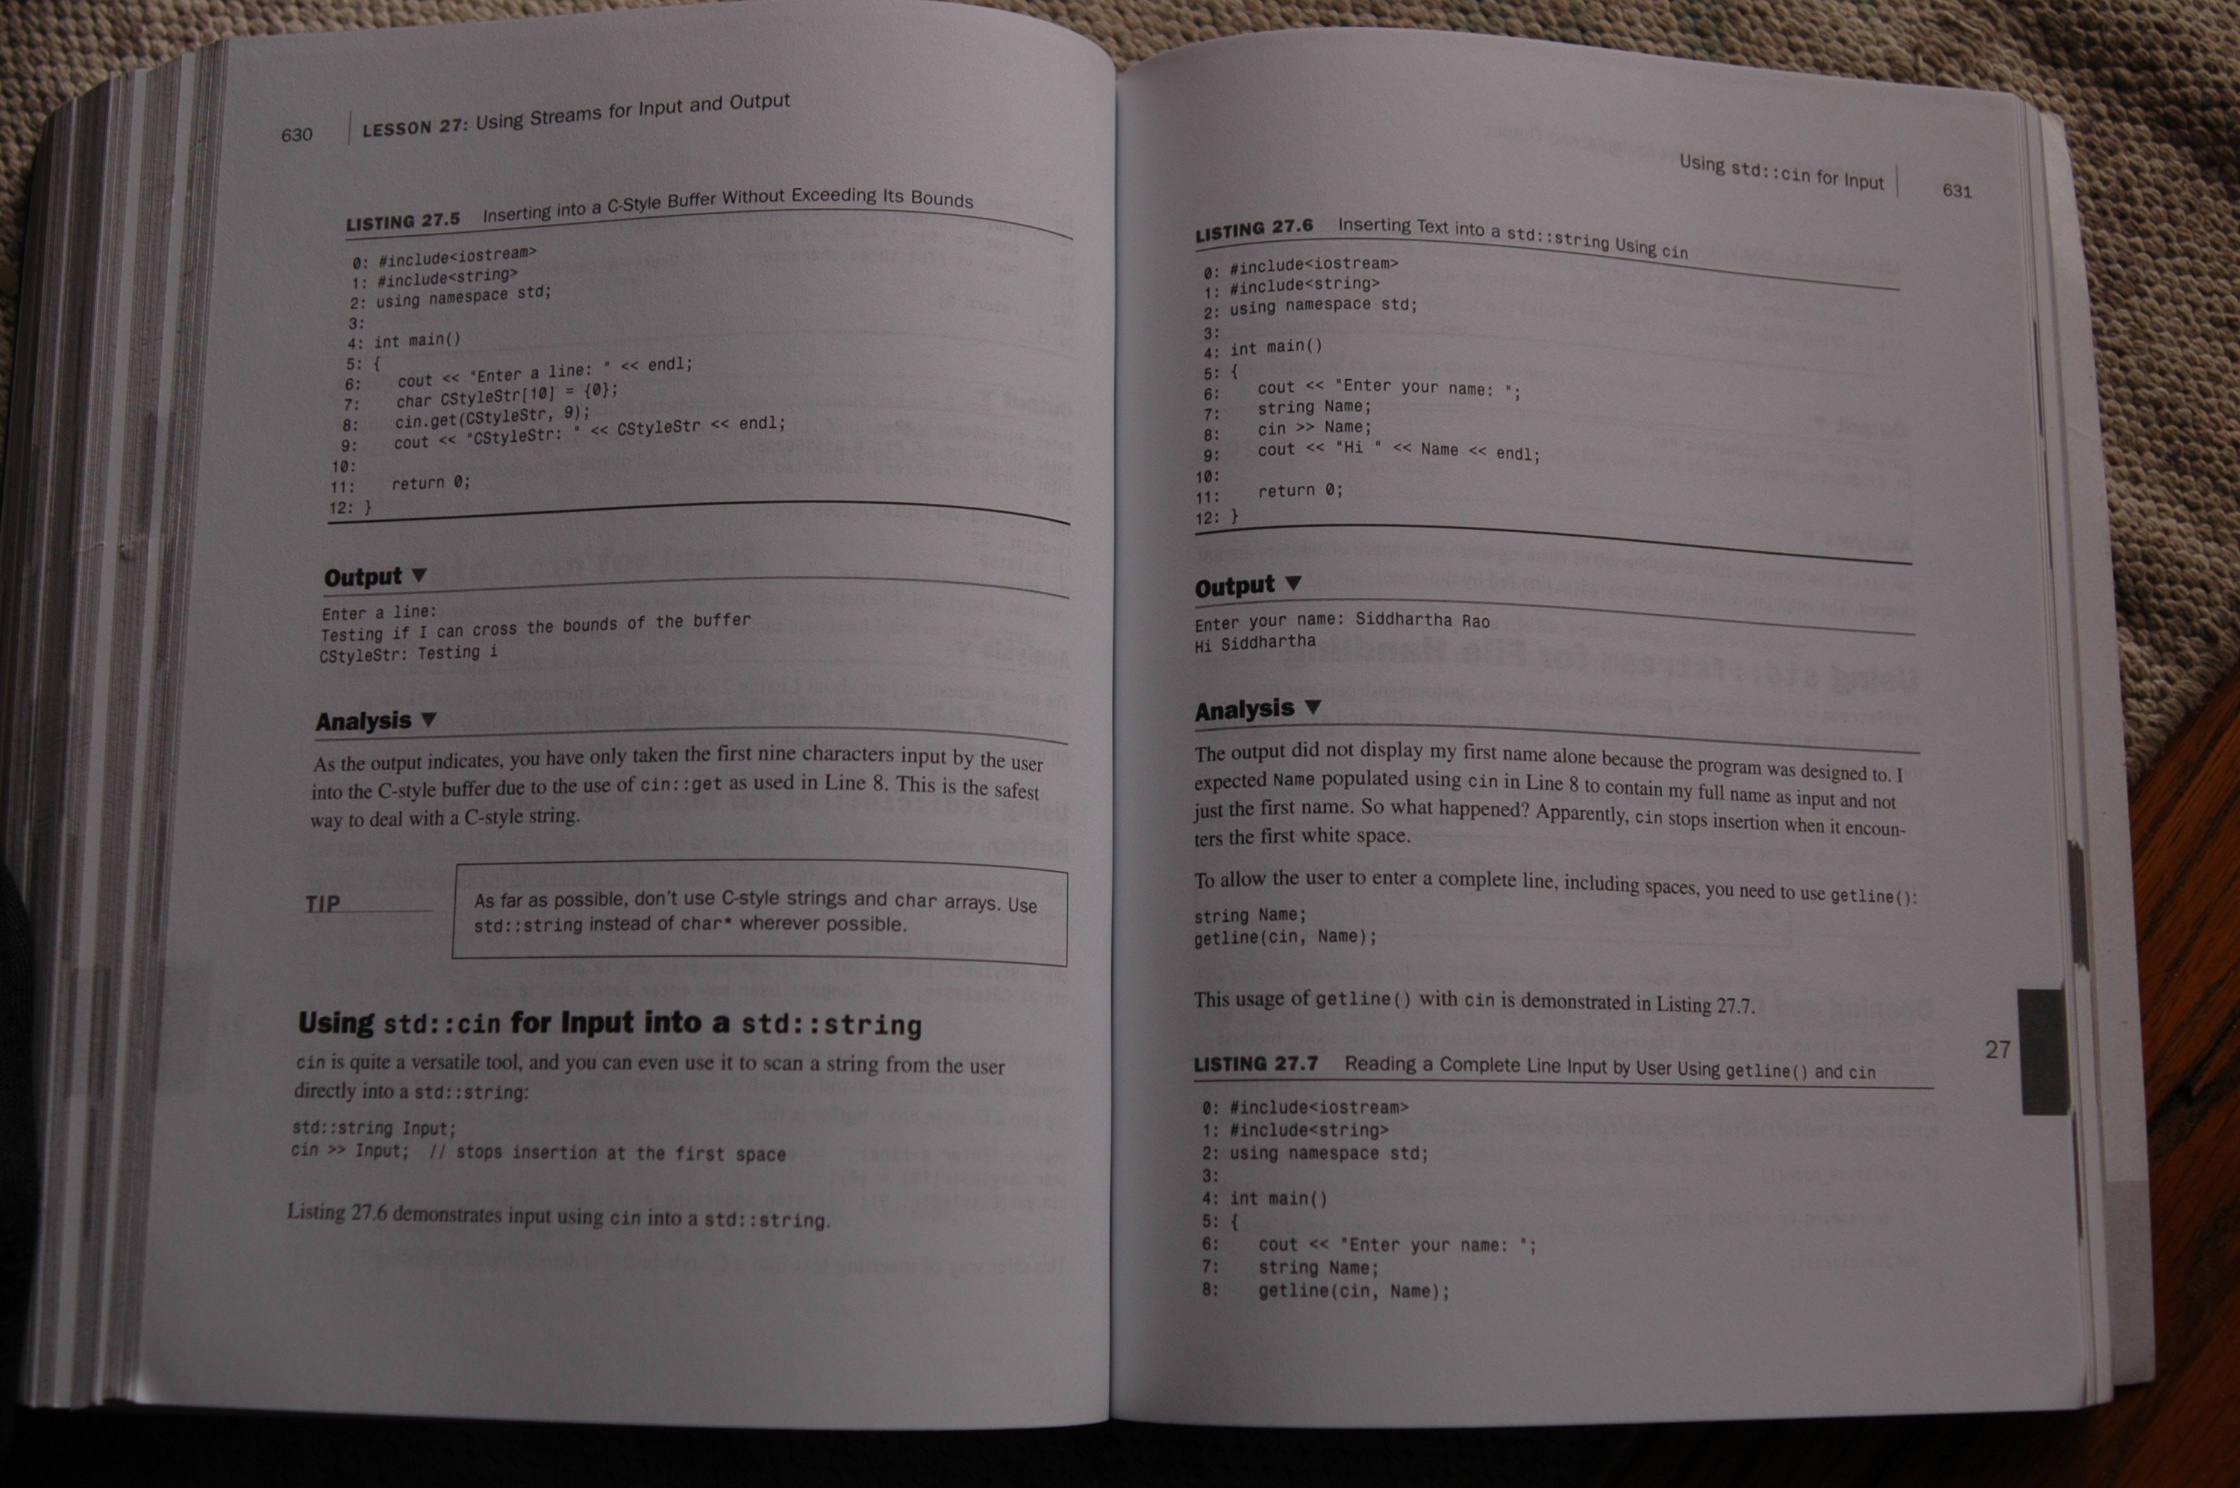 630 LESSON 27: Using Streams for Input and Output
LISTING 27.5 Inserting into a C-Style Buffer Without Exceeding Its Bounds
0: #include<iostream>
1: #include<string>
2: using namespace std;
3:
4: int main()
5: {
6: cout << "Enter a line: " << endl;
7: char CStyleStr[10] = {0};
8: cin.get(CStyleStr, 9);
9: cout << "CStyleStr: " << CStyleStr << endl;
10:
11: return 0;
12: }
Output ▼
Enter a line:
Testing if I can cross the bounds of the buffer
CStyleStr: Testing i
Analysis ▼
As the output indicates, you have only taken the first nine characters input by the user
into the C-style buffer due to the use of cin::get as used in Line 8. This is the safest
way to deal with a C-style string.
TIP
As far as possible, don't use C-style strings and char arrays. Use
std::string instead of char* wherever possible.
Using std::cin for Input into a std::string
cin is quite a versatile tool, and you can even use it to scan a string from the user
directly into a std::string:
std::string Input;
cin >> Input; // stops insertion at the first space
Listing 27.6 demonstrates input using cin into a std::string.
Using std::cin for Input 631
LISTING 27.6 Inserting Text into a std::string Using cin
0: #include<iostream>
1: #include<string>
2: using namespace std;
3:
4: int main()
5: {
6: cout << "Enter your name: ";
7: string Name;
8: cin >> Name;
9: cout << "Hi " << Name << endl;
10:
11: return 0;
12: }
Output ▼
Enter your name: Siddhartha Rao
Hi Siddhartha
Analysis ▼
The output did not display my first name alone because the program was designed to. I
expected Name populated using cin in Line 8 to contain my full name as input and not
just the first name. So what happened? Apparently, cin stops insertion when it encoun-
ters the first white space.
To allow the user to enter a complete line, including spaces, you need to use getline():
string Name;
getline(cin, Name);
This usage of getline() with cin is demonstrated in Listing 27.7.
27
LISTING 27.7 Reading a Complete Line Input by User Using getline() and cin
0: #include<iostream>
1: #include<string>
2: using namespace std;
3:
4: int main()
5: {
6: cout << "Enter your name: ";
7: string Name;
8: getline(cin, Name);